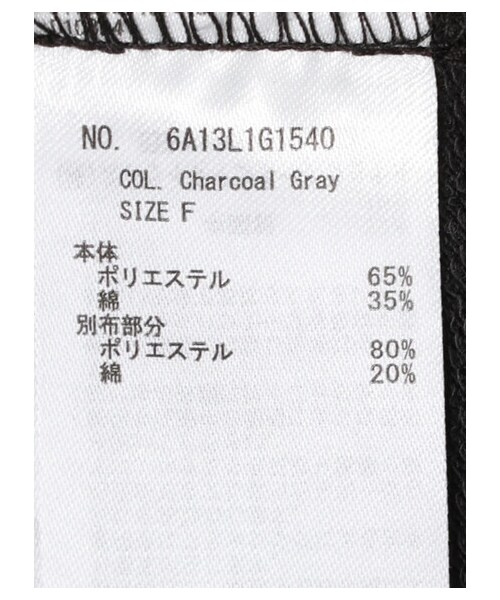 NO. 6A13L1G1540
COL. Charcoal Gray
SIZE F
本体
ポリエステル 65%
綿 35%
別布部分
ポリエステル 80%
綿 20%